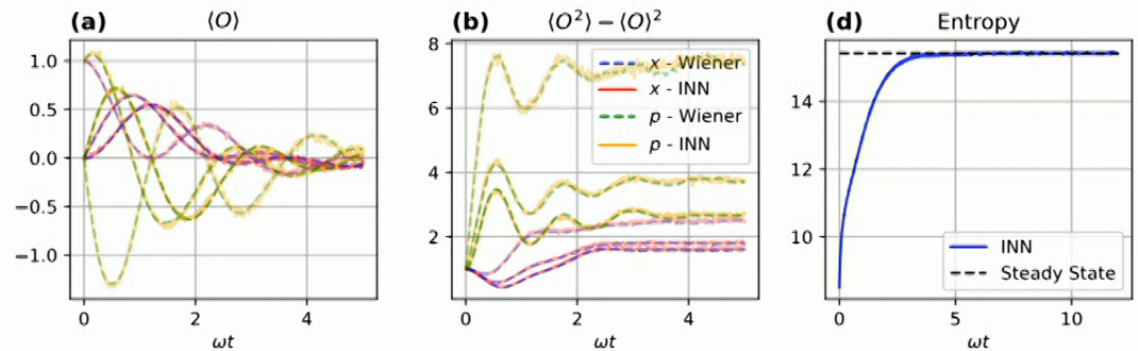 (a) ⟨O⟩
1.0
0.5
0.0
−0.5
−1.0
0 2 4
ωt
(b) ⟨O²⟩ − ⟨O⟩²
8
6
4
2
x - Wiener
x - INN
p - Wiener
p - INN
0 2 4
ωt
(d) Entropy
14
12
10
INN
Steady State
0 5 10
ωt